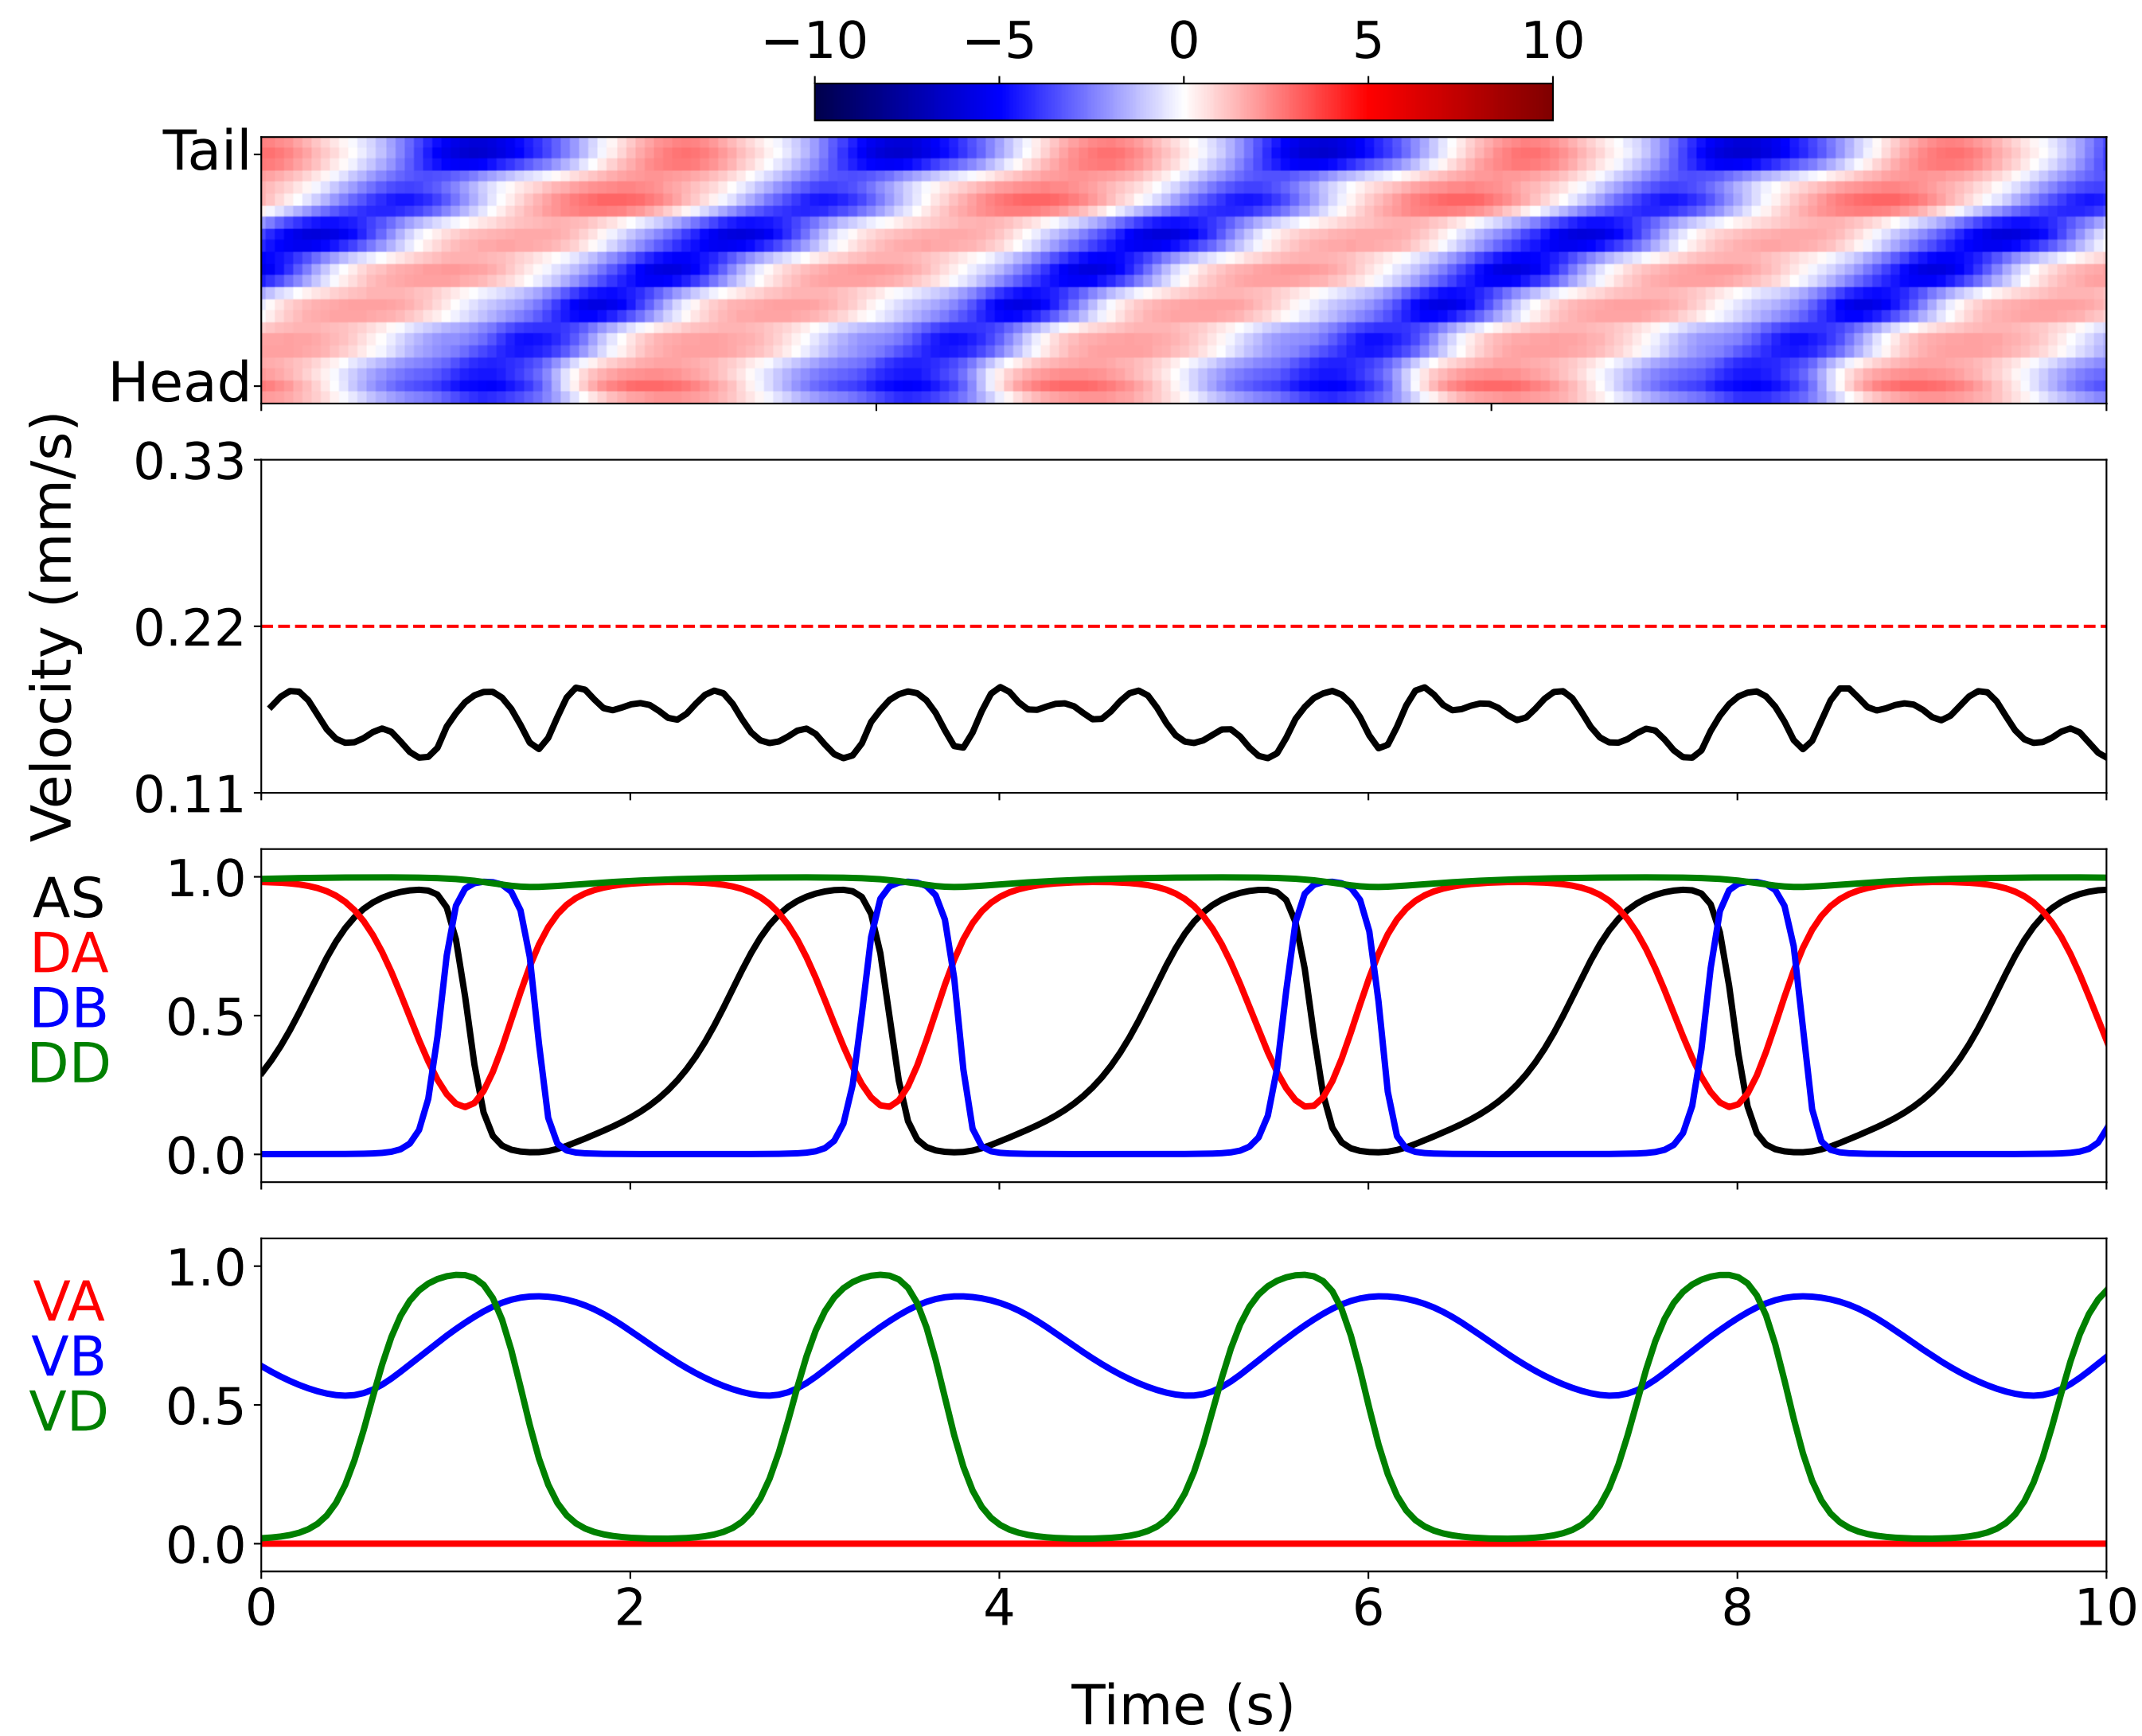 −10 −5 0 5 10
Tail
Head
Velocity (mm/s)
0.33
0.22
0.11
AS
DA
DB
DD
1.0
0.5
0.0
VA
VB
VD
1.0
0.5
0.0
0 2 4 6 8 10
Time (s)